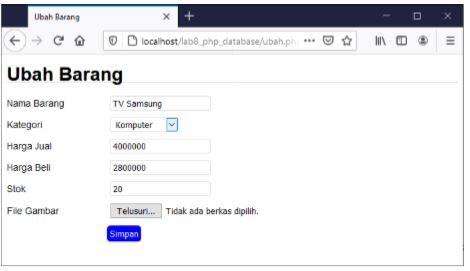 Ubah Barang
localhost/lab8_php_database/ubah.ph
Ubah Barang
Nama Barang TV Samsung
Kategori Komputer
Harga Jual 4000000
Harga Beli 2800000
Stok 20
File Gambar Telusuri... Tidak ada berkas dipilih.
Simpan